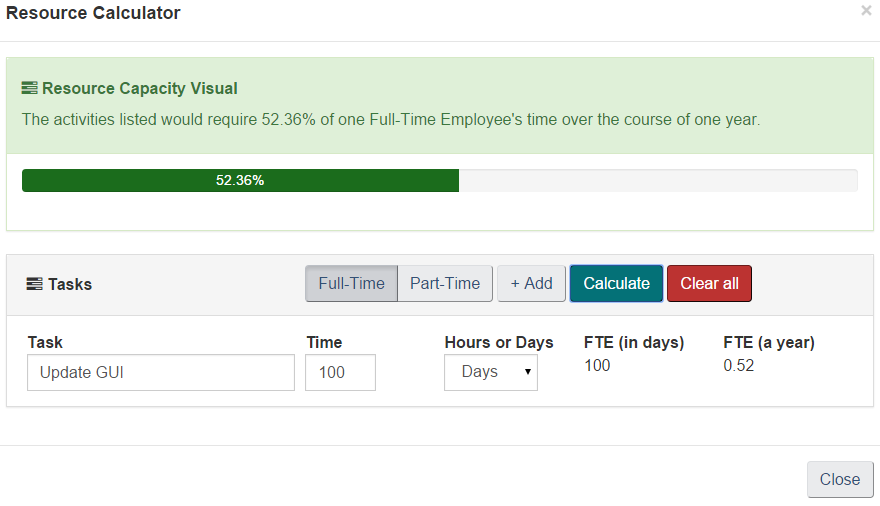 Resource Calculator ×
Resource Capacity Visual
The activities listed would require 52.36% of one Full-Time Employee's time over the course of one year.
52.36%
Tasks Full-Time Part-Time + Add Calculate Clear all
Task Time Hours or Days FTE (in days) FTE (a year)
Update GUI 100 Days 100 0.52
Close